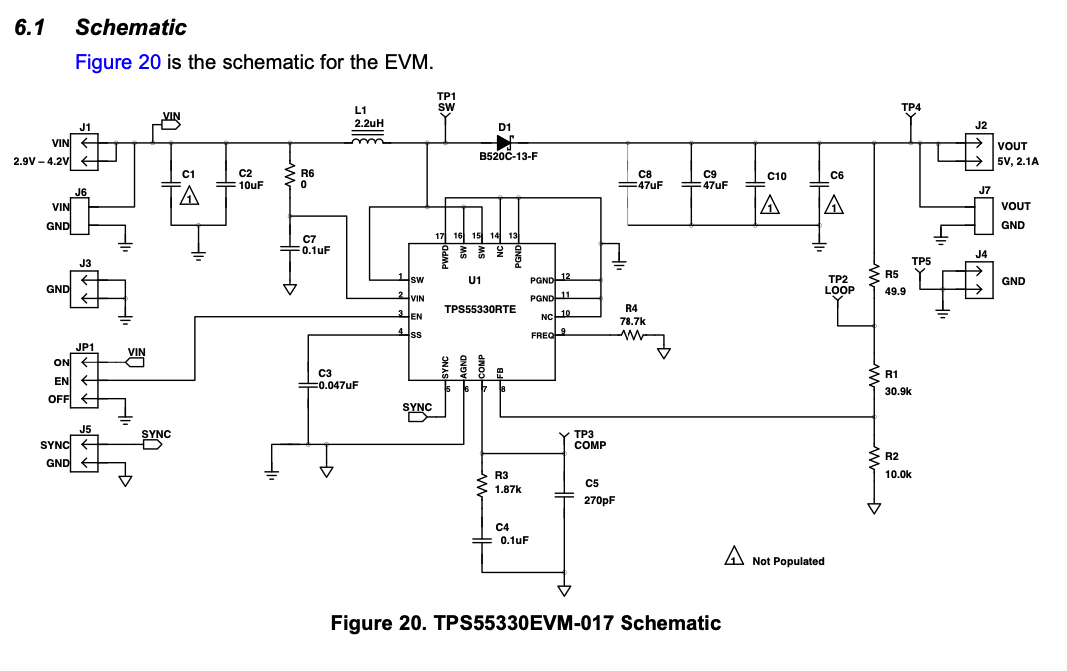 6.1 Schematic
Figure 20 is the schematic for the EVM.
TP1
SW
TP4
L1
2.2uH
VIN
J1
VIN
2.9V – 4.2V
D1
B520C-13-F
J2
VOUT
5V, 2.1A
C1
1
C2
10uF
R6
0
C8
47uF
C9
47uF
C10
1
C6
1
J6
VIN
GND
J7
VOUT
GND
C7
0.1uF
17 16 15 14 13
PWPD
SW
SW
NC
PGND
U1
TPS55330RTE
1 SW
2 VIN
3 EN
4 SS
PGND 12
PGND 11
NC 10
FREQ 9
SYNC
AGND
COMP
FB
5 6 7 8
J3
GND
TP5
J4
GND
TP2
LOOP
R5
49.9
R4
78.7k
JP1
ON
EN
OFF
VIN
C3
0.047uF
R1
30.9k
SYNC
J5
SYNC
GND
SYNC
TP3
COMP
R2
10.0k
R3
1.87k
C5
270pF
C4
0.1uF
1 Not Populated
Figure 20. TPS55330EVM-017 Schematic